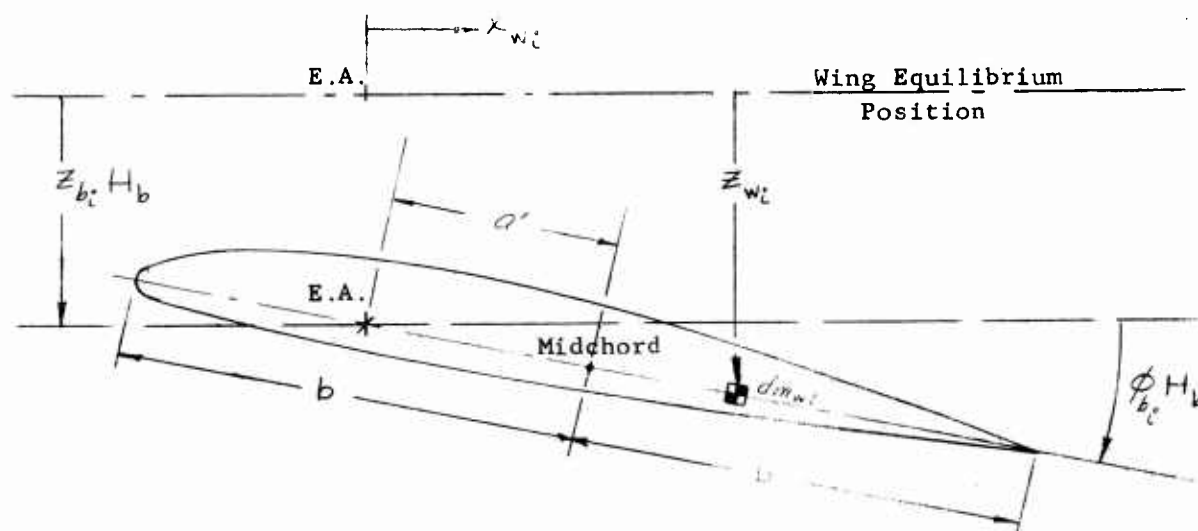 x_wi
E.A.
Wing Equilibrium
Position
Z_bi H_b
Z_wi
a'
E.A.
Midchord
dm_wi
b
b
ϕ_bi H_b